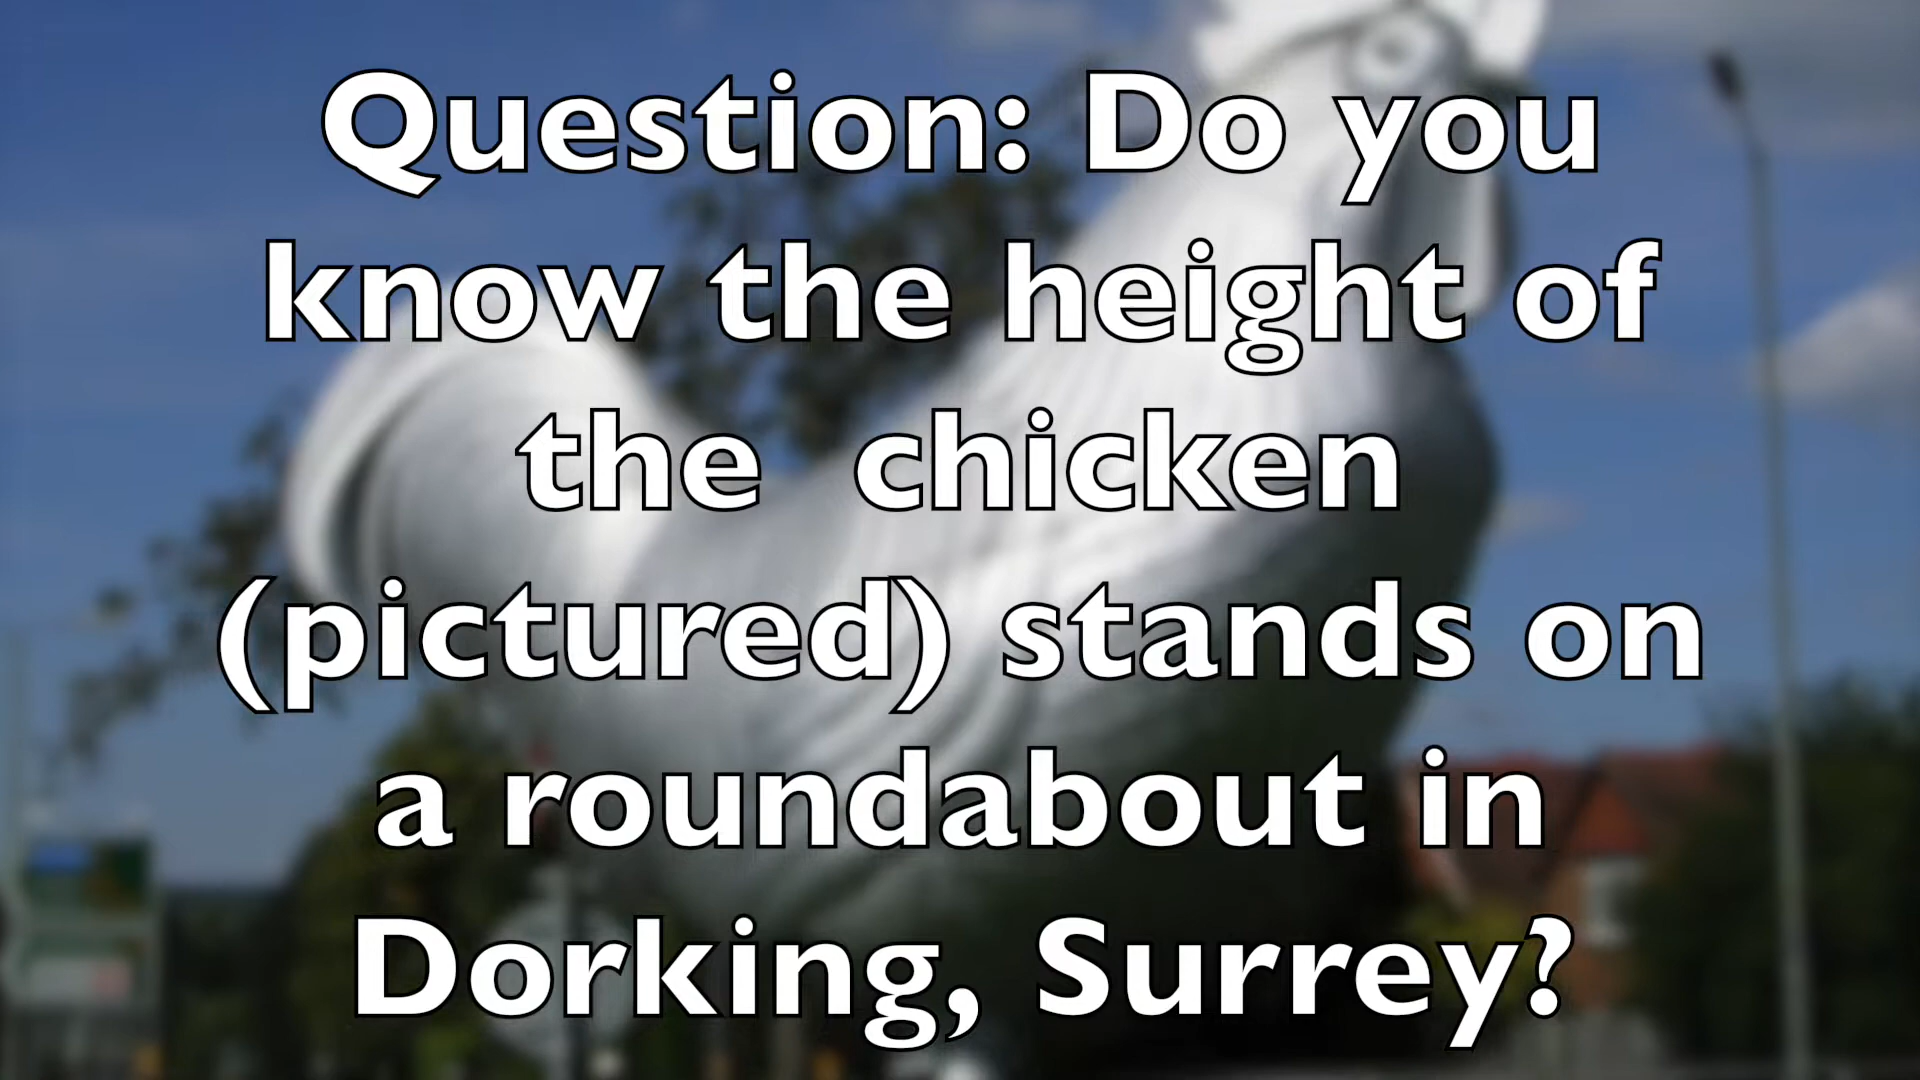 Question: Do you
know the height of
the chicken
(pictured) stands on
a roundabout in
Dorking, Surrey?